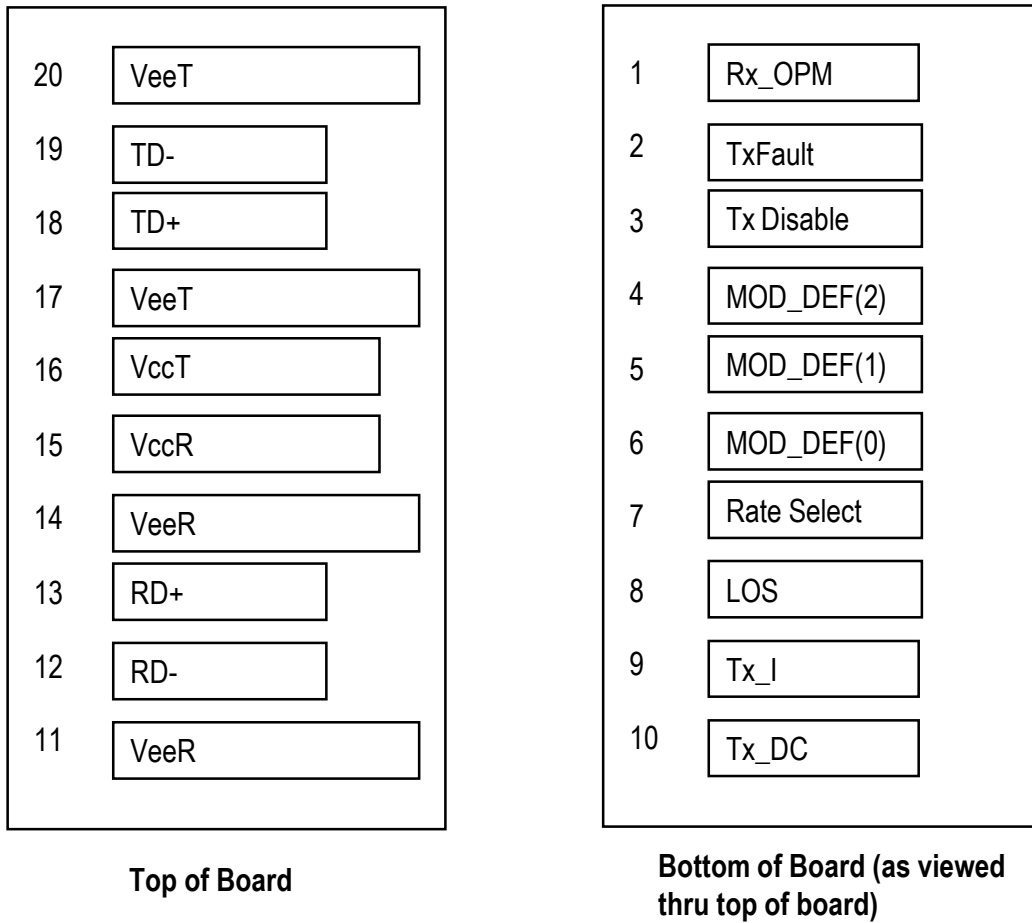 20 VeeT
19 TD-
18 TD+
17 VeeT
16 VccT
15 VccR
14 VeeR
13 RD+
12 RD-
11 VeeR
Top of Board
1 Rx_OPM
2 TxFault
3 Tx Disable
4 MOD_DEF(2)
5 MOD_DEF(1)
6 MOD_DEF(0)
7 Rate Select
8 LOS
9 Tx_I
10 Tx_DC
Bottom of Board (as viewed
thru top of board)